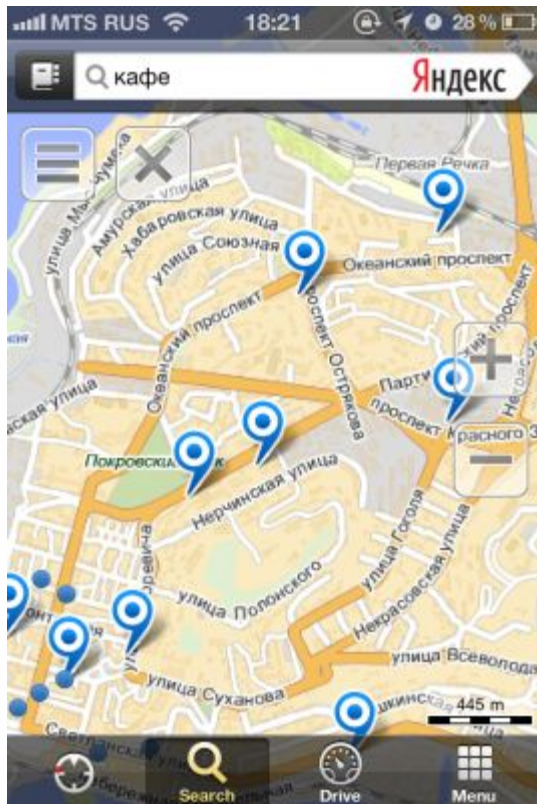 MTS RUS 18:21 28 %
кафе Яндекс
Первая Речка
Амурская улица
Хабаровская улица
улица Союзная
Океанский проспект
Океанский проспект
проспект Острякова
проспект
Покровский
Нерчинская улица
улица Гоголя
Некрасовская улица
проспект Красного З
улица Полонского
улица Всеволода
улица Суханова
445 m
Светланская
Search Drive Menu